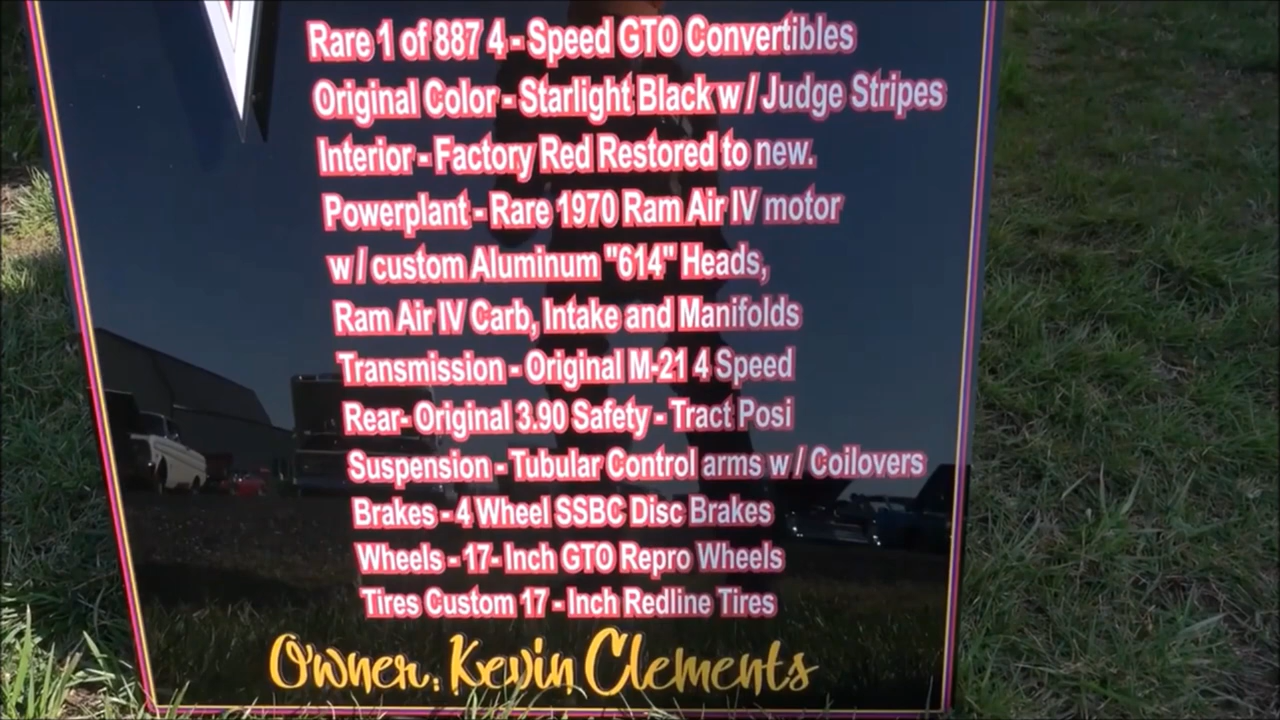 Rare 1 of 887 4 - Speed GTO Convertibles
Original Color - Starlight Black w / Judge Stripes
Interior - Factory Red Restored to new.
Powerplant - Rare 1970 Ram Air IV motor
w / custom Aluminum "614" Heads,
Ram Air IV Carb, Intake and Manifolds
Transmission - Original M-21 4 Speed
Rear- Original 3.90 Safety - Tract Posi
Suspension - Tubular Control arms w / Coilovers
Brakes - 4 Wheel SSBC Disc Brakes
Wheels - 17- Inch GTO Repro Wheels
Tires Custom 17 - Inch Redline Tires
Owner: Kevin Clements